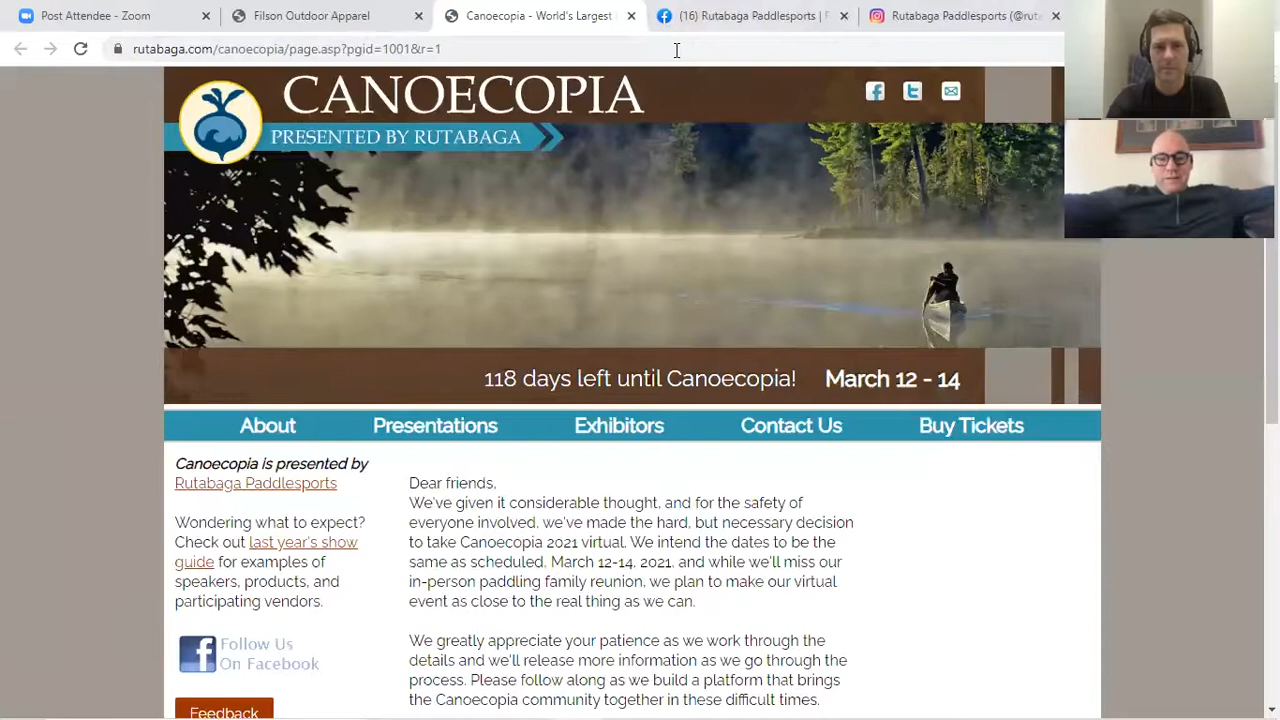 Post Attendee - Zoom
Filson Outdoor Apparel
Canoecopia - World's Largest
(16) Rutabaga Paddlesports | F
Rutabaga Paddlesports (@ruta
rutabaga.com/canoecopia/page.asp?pgid=1001&r=1
CANOECOPIA
PRESENTED BY RUTABAGA
118 days left until Canoecopia! March 12 - 14
About Presentations Exhibitors Contact Us Buy Tickets
Canoecopia is presented by
Rutabaga Paddlesports
Wondering what to expect?
Check out last year's show
guide for examples of
speakers, products, and
participating vendors.
Follow Us
On Facebook
Feedback
Dear friends,
We've given it considerable thought, and for the safety of
everyone involved, we've made the hard, but necessary decision
to take Canoecopia 2021 virtual. We intend the dates to be the
same as scheduled, March 12-14, 2021, and while we'll miss our
in-person paddling family reunion, we plan to make our virtual
event as close to the real thing as we can.
We greatly appreciate your patience as we work through the
details and we'll release more information as we go through the
process. Please follow along as we build a platform that brings
the Canoecopia community together in these difficult times.